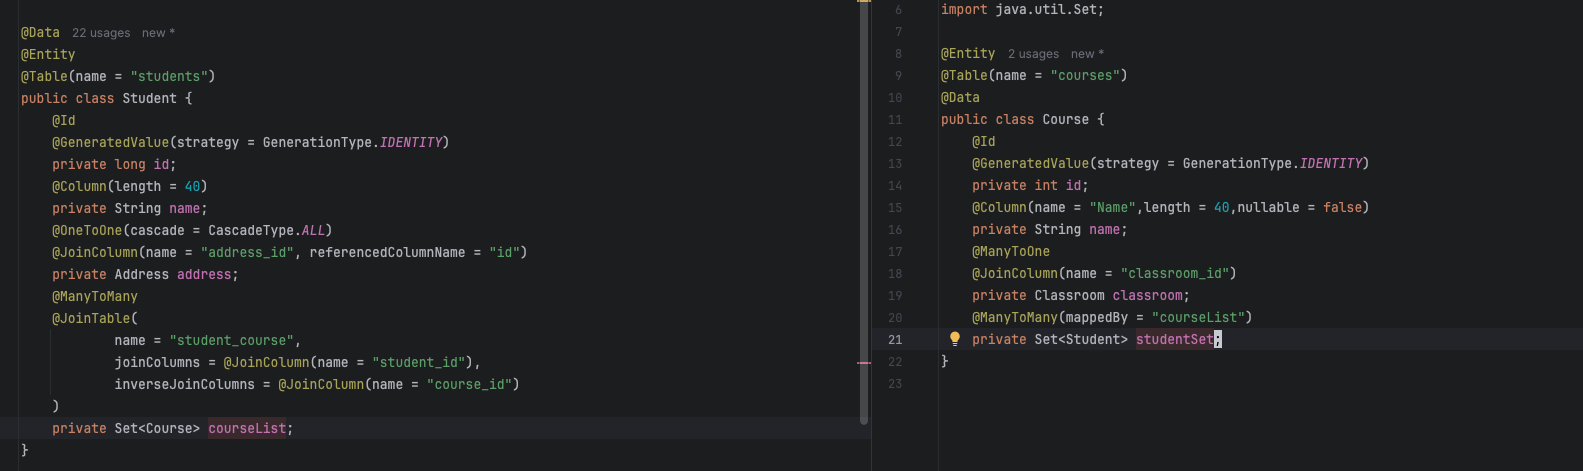 @Data 22 usages new *
@Entity
@Table(name = "students")
public class Student {
@Id
@GeneratedValue(strategy = GenerationType.IDENTITY)
private long id;
@Column(length = 40)
private String name;
@OneToOne(cascade = CascadeType.ALL)
@JoinColumn(name = "address_id", referencedColumnName = "id")
private Address address;
@ManyToMany
@JoinTable(
name = "student_course",
joinColumns = @JoinColumn(name = "student_id"),
inverseJoinColumns = @JoinColumn(name = "course_id")
)
private Set<Course> courseList;
}
6 import java.util.Set;
7
8 @Entity 2 usages new *
9 @Table(name = "courses")
10 @Data
11 public class Course {
12 @Id
13 @GeneratedValue(strategy = GenerationType.IDENTITY)
14 private int id;
15 @Column(name = "Name",length = 40,nullable = false)
16 private String name;
17 @ManyToOne
18 @JoinColumn(name = "classroom_id")
19 private Classroom classroom;
20 @ManyToMany(mappedBy = "courseList")
21 private Set<Student> studentSet;
22 }
23